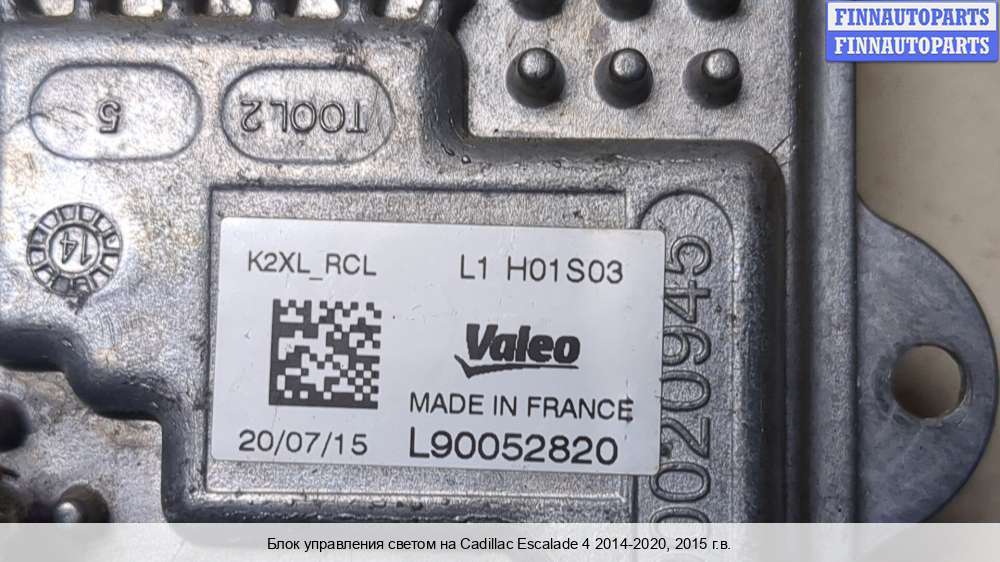 FINNAUTOPARTS
FINNAUTOPARTS
5
TOOL2
14
K2XL_RCL
L1 H01S03
Valeo
MADE IN FRANCE
20/07/15
L90052820
020945
Блок управления светом на Cadillac Escalade 4 2014-2020, 2015 г.в.